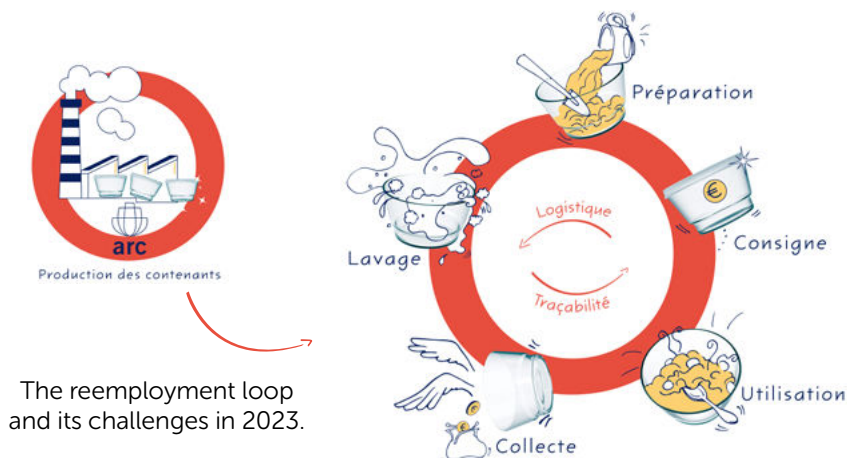 arc
Production des contenants
The reemployment loop
and its challenges in 2023.
Préparation
€
Consigne
Utilisation
€
Collecte
Lavage
Logistique
Traçabilité